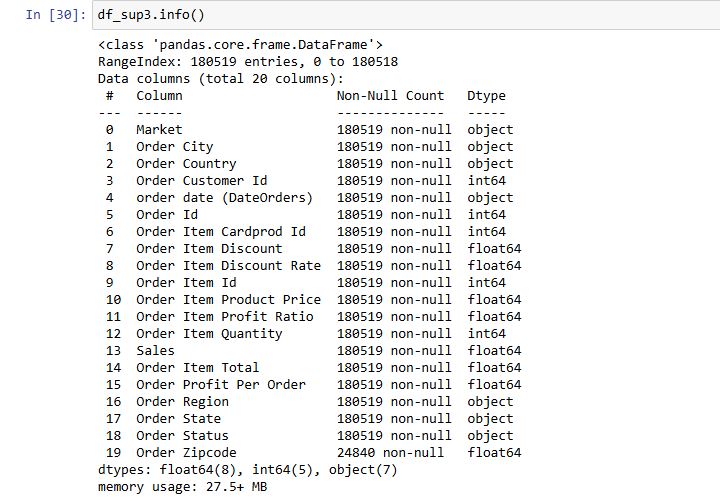 In [30]: df_sup3.info()
<class 'pandas.core.frame.DataFrame'>
RangeIndex: 180519 entries, 0 to 180518
Data columns (total 20 columns):
 #   Column                    Non-Null Count   Dtype
---  ------                    --------------   -----
 0   Market                    180519 non-null  object
 1   Order City                180519 non-null  object
 2   Order Country             180519 non-null  object
 3   Order Customer Id         180519 non-null  int64
 4   order date (DateOrders)   180519 non-null  object
 5   Order Id                  180519 non-null  int64
 6   Order Item Cardprod Id    180519 non-null  int64
 7   Order Item Discount       180519 non-null  float64
 8   Order Item Discount Rate  180519 non-null  float64
 9   Order Item Id             180519 non-null  int64
 10  Order Item Product Price  180519 non-null  float64
 11  Order Item Profit Ratio   180519 non-null  float64
 12  Order Item Quantity       180519 non-null  int64
 13  Sales                     180519 non-null  float64
 14  Order Item Total          180519 non-null  float64
 15  Order Profit Per Order    180519 non-null  float64
 16  Order Region              180519 non-null  object
 17  Order State               180519 non-null  object
 18  Order Status              180519 non-null  object
 19  Order Zipcode             24840 non-null   float64
dtypes: float64(8), int64(5), object(7)
memory usage: 27.5+ MB